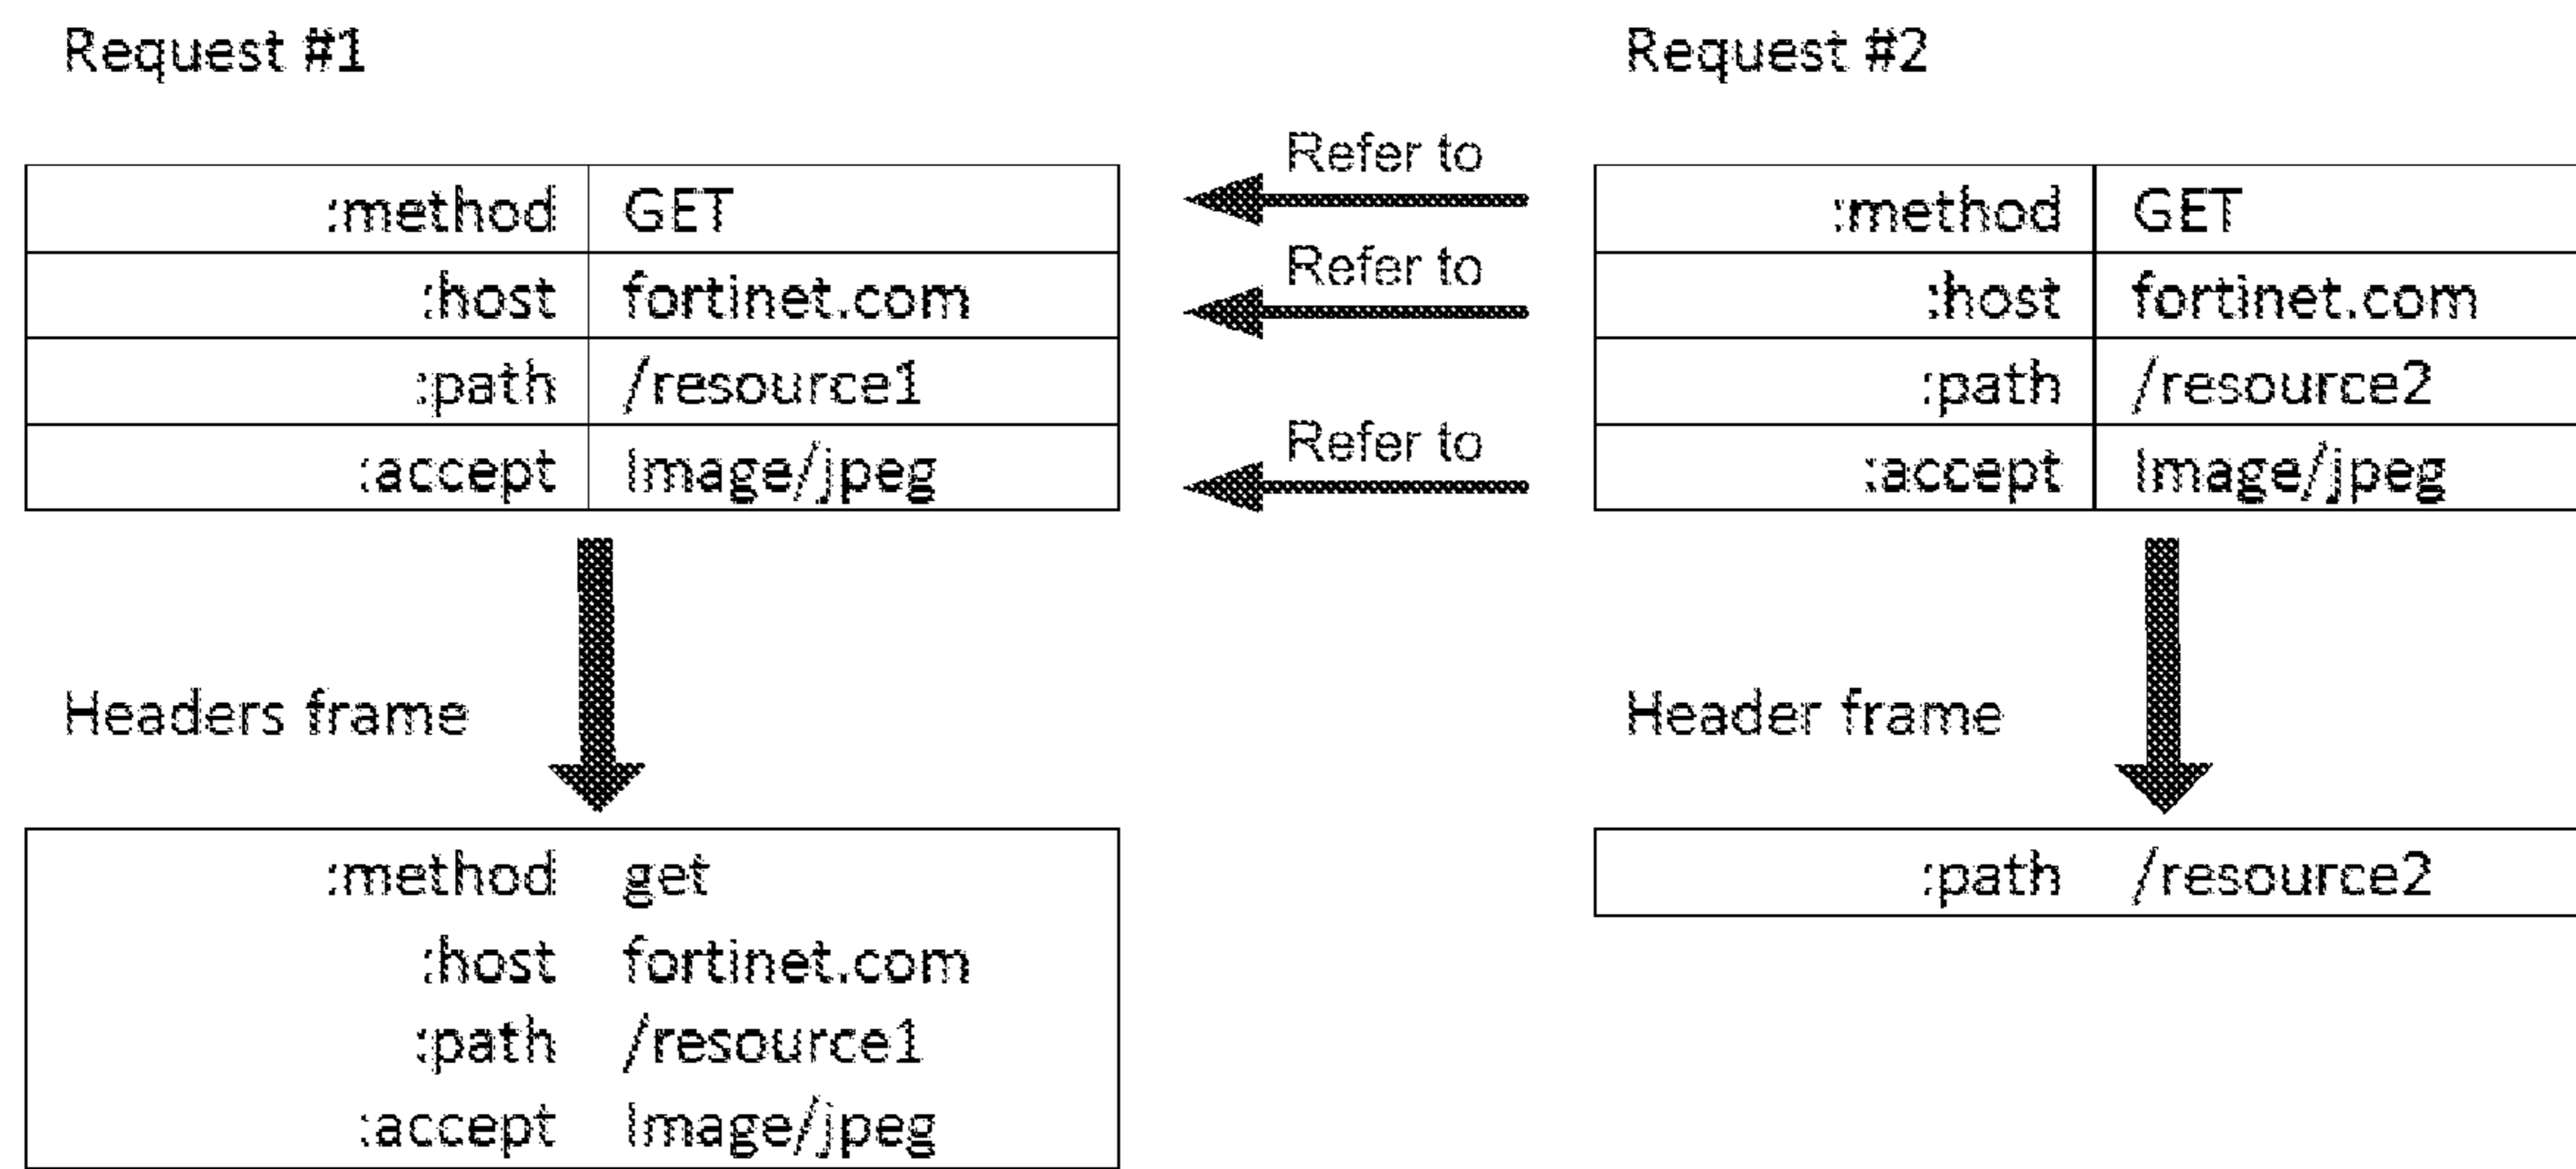 Request #1
Request #2
:method GET
:host fortinet.com
:path /resource1
:accept Image/jpeg
Refer to
Refer to
Refer to
:method GET
:host fortinet.com
:path /resource2
:accept Image/jpeg
Headers frame
Header frame
:method get
:host fortinet.com
:path /resource1
:accept Image/jpeg
:path /resource2